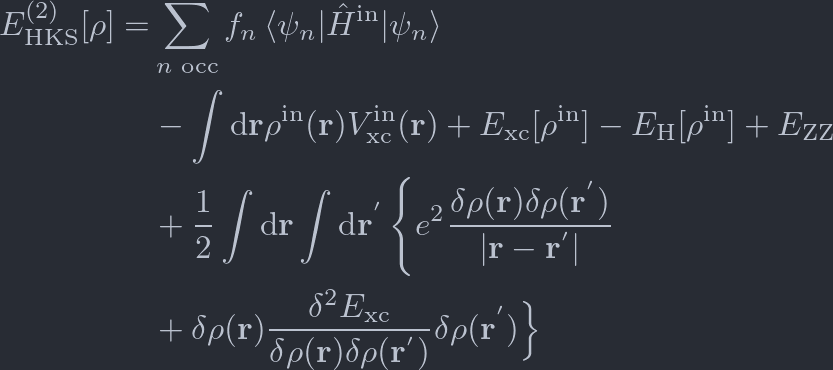 E_{\mathrm{HKS}}^{(2)}[\rho] = \sum_{n\ \mathrm{occ}} f_n \langle \psi_n | \hat{H}^{\mathrm{in}} | \psi_n \rangle
- \int \mathrm{d}\mathbf{r} \rho^{\mathrm{in}}(\mathbf{r}) V_{\mathrm{xc}}^{\mathrm{in}}(\mathbf{r}) + E_{\mathrm{xc}}[\rho^{\mathrm{in}}] - E_{\mathrm{H}}[\rho^{\mathrm{in}}] + E_{\mathrm{ZZ}}
+ \frac{1}{2} \int \mathrm{d}\mathbf{r} \int \mathrm{d}\mathbf{r}^{'} \left\{ e^2 \frac{\delta\rho(\mathbf{r})\delta\rho(\mathbf{r}^{'})}{|\mathbf{r} - \mathbf{r}^{'}|} \right.
\left. + \delta\rho(\mathbf{r}) \frac{\delta^2 E_{\mathrm{xc}}}{\delta\rho(\mathbf{r})\delta\rho(\mathbf{r}^{'})} \delta\rho(\mathbf{r}^{'}) \right\}